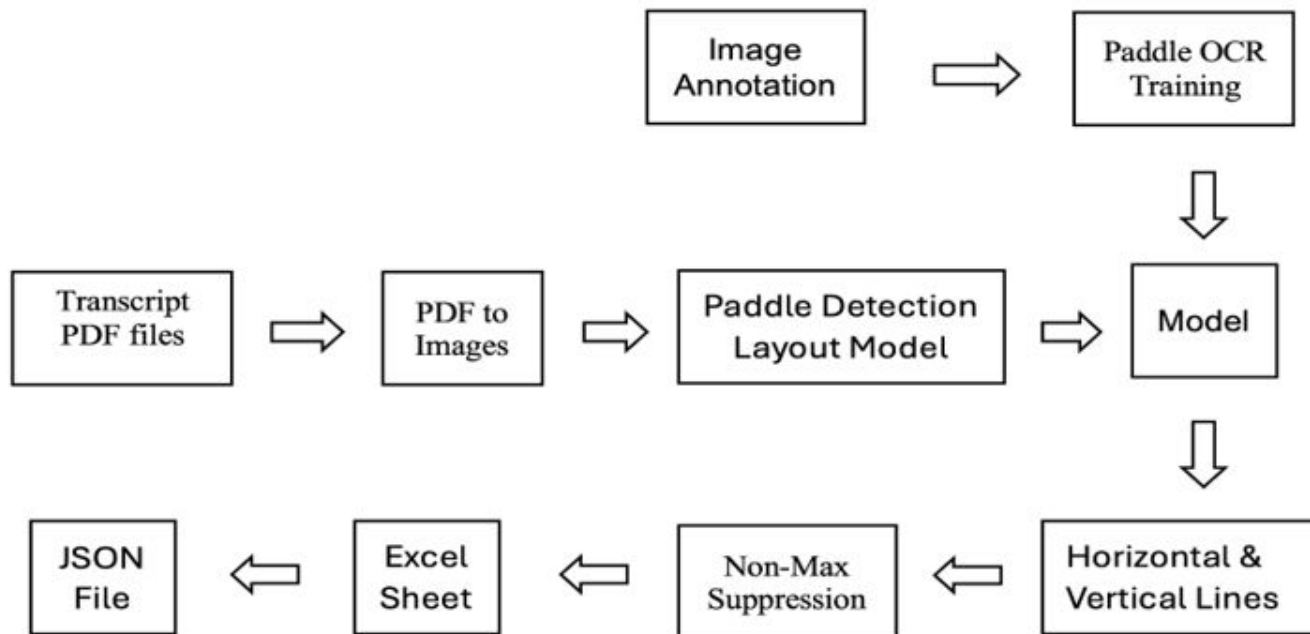 Image
Annotation
Paddle OCR
Training
Transcript
PDF files
PDF to
Images
Paddle Detection
Layout Model
Model
JSON
File
Excel
Sheet
Non-Max
Suppression
Horizontal &
Vertical Lines